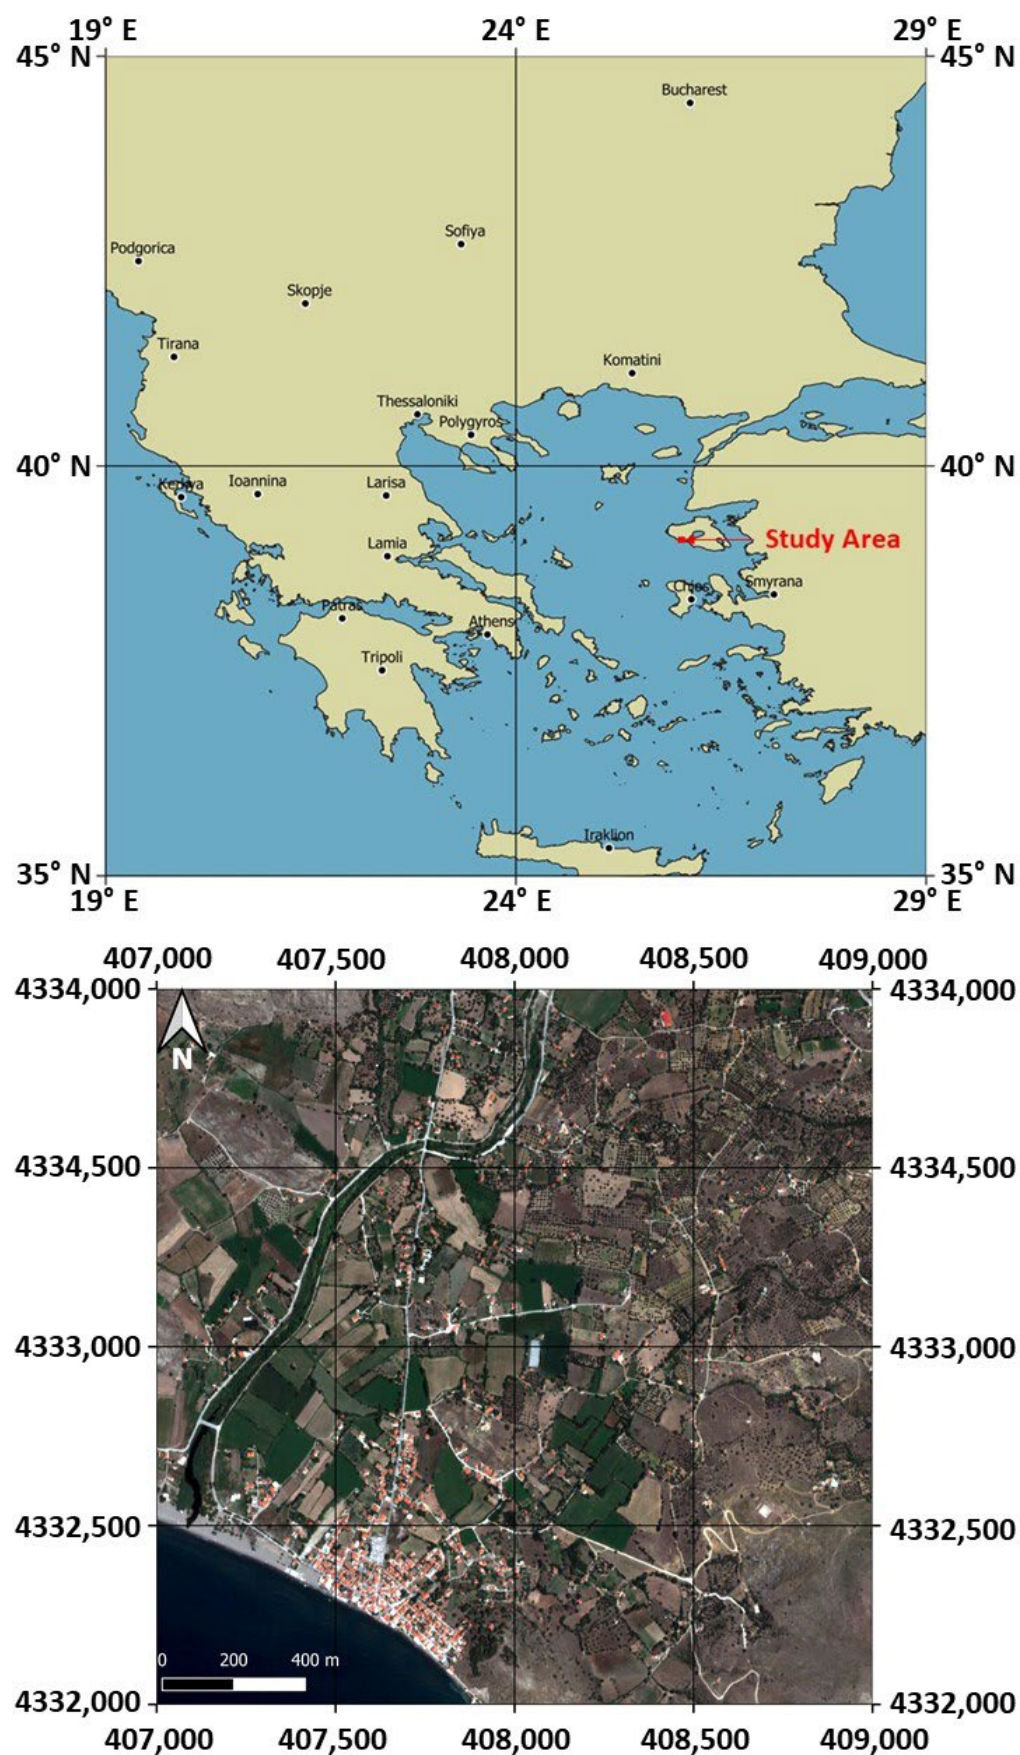 19° E 24° E 29° E
45° N 45° N
Bucharest
Sofiya
Podgorica
Skopje
Tirana
Komatini
Thessaloniki
Polygyros
40° N 40° N
Kerkya Ioannina Larisa
Study Area
Lamia
Chios Smyrana
Patras
Athens
Tripoli
Iraklion
35° N 35° N
19° E 24° E 29° E
407,000 407,500 408,000 408,500 409,000
4334,000 4334,000
N
4334,500 4334,500
4333,000 4333,000
4332,500 4332,500
0 200 400 m
4332,000 4332,000
407,000 407,500 408,000 408,500 409,000